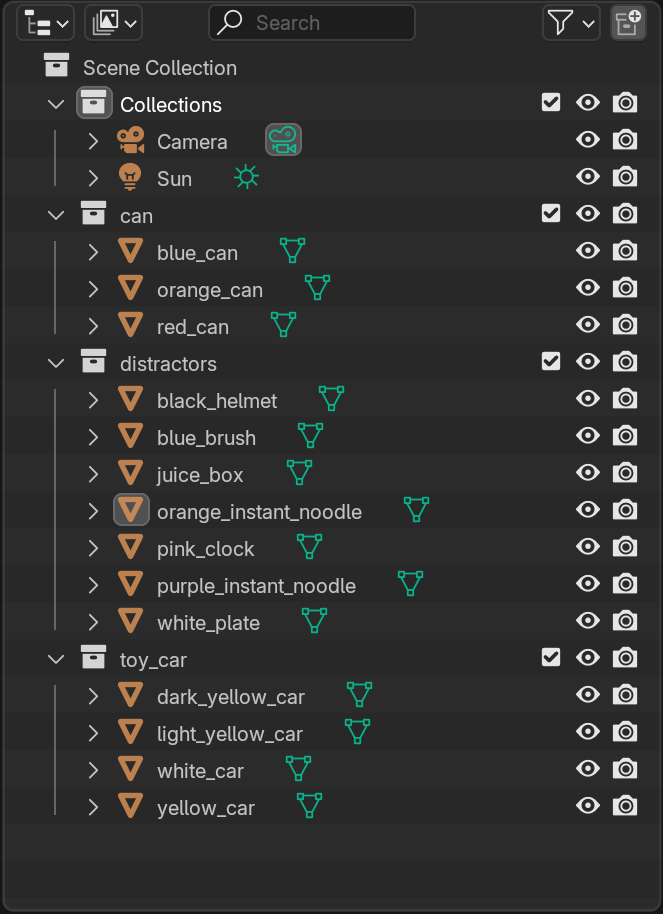 Search
Scene Collection
Collections
Camera
Sun
can
blue_can
orange_can
red_can
distractors
black_helmet
blue_brush
juice_box
orange_instant_noodle
pink_clock
purple_instant_noodle
white_plate
toy_car
dark_yellow_car
light_yellow_car
white_car
yellow_car